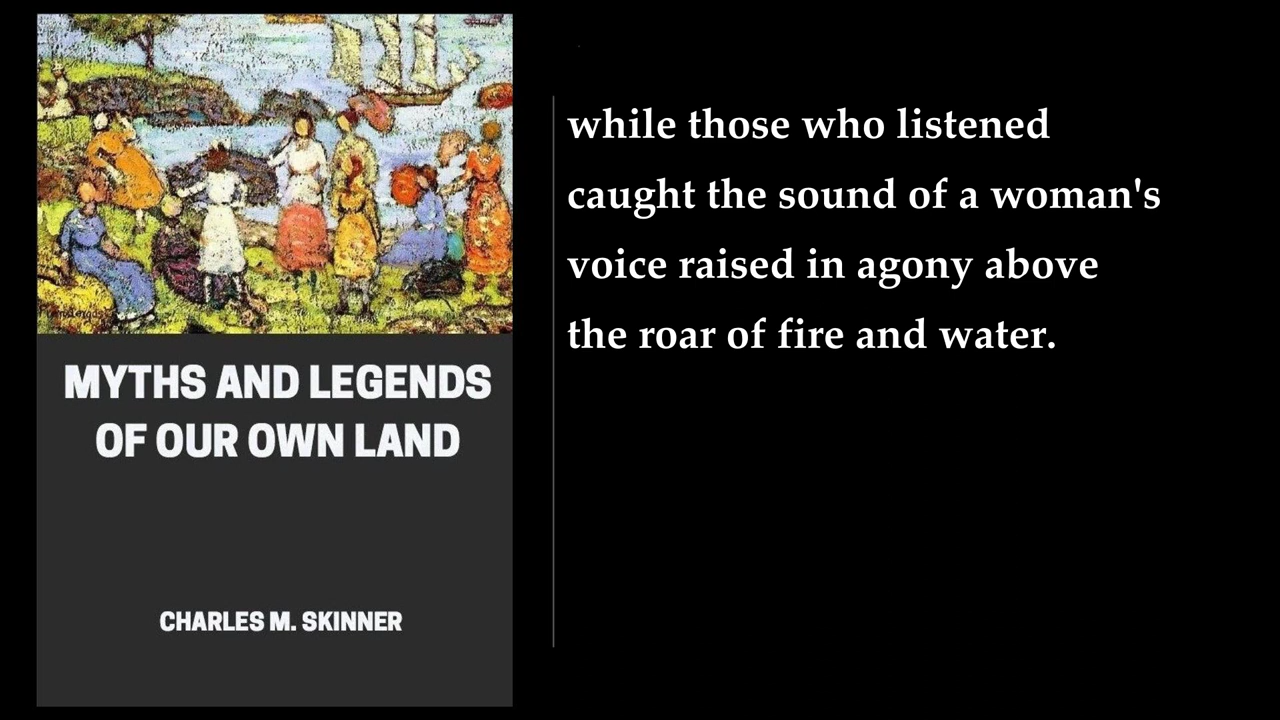 MYTHS AND LEGENDS
OF OUR OWN LAND
CHARLES M. SKINNER
while those who listened
caught the sound of a woman's
voice raised in agony above
the roar of fire and water.